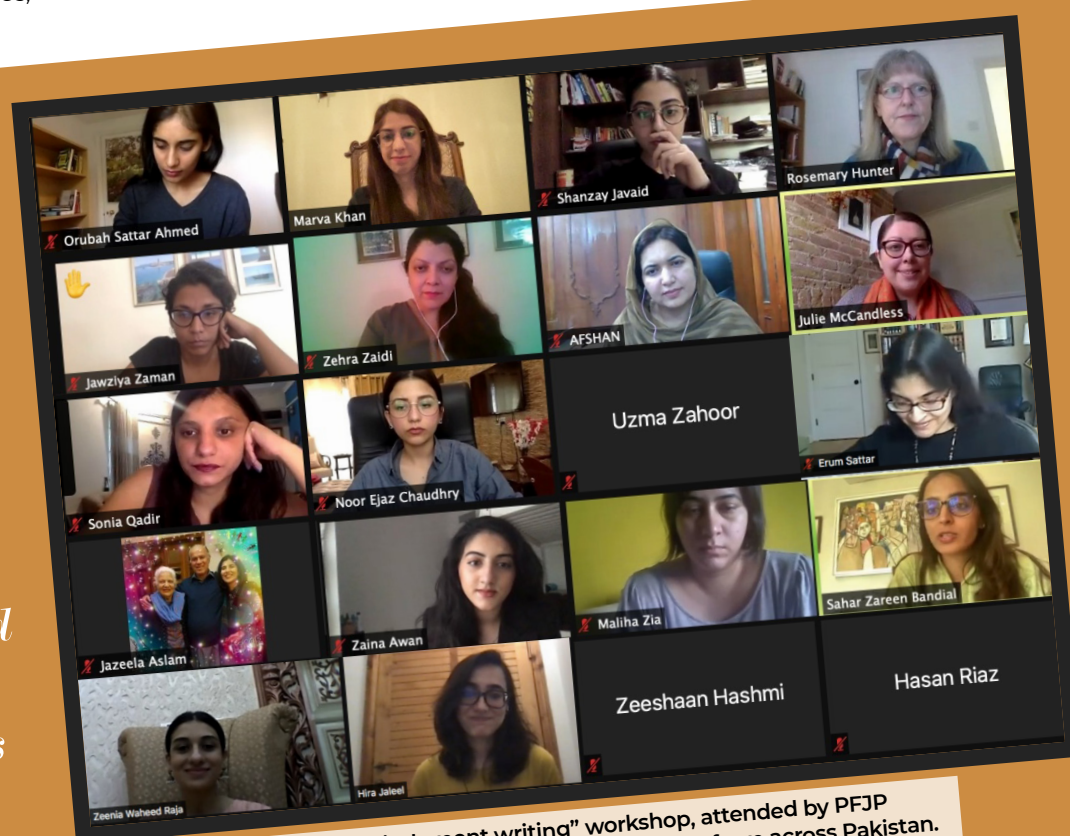 Orubah Sattar Ahmed
Marva Khan
Shanzay Javaid
Rosemary Hunter
Jawziya Zaman
Zehra Zaidi
AFSHAN
Julie McCandless
Sonia Qadir
Noor Ejaz Chaudhry
Uzma Zahoor
Erum Sattar
Jazeela Aslam
Zaina Awan
Maliha Zia
Sahar Zareen Bandial
Zeenia Waheed Raja
Hira Jaleel
Zeeshaan Hashmi
Hasan Riaz
writing” workshop, attended by PFJP
across Pakistan.